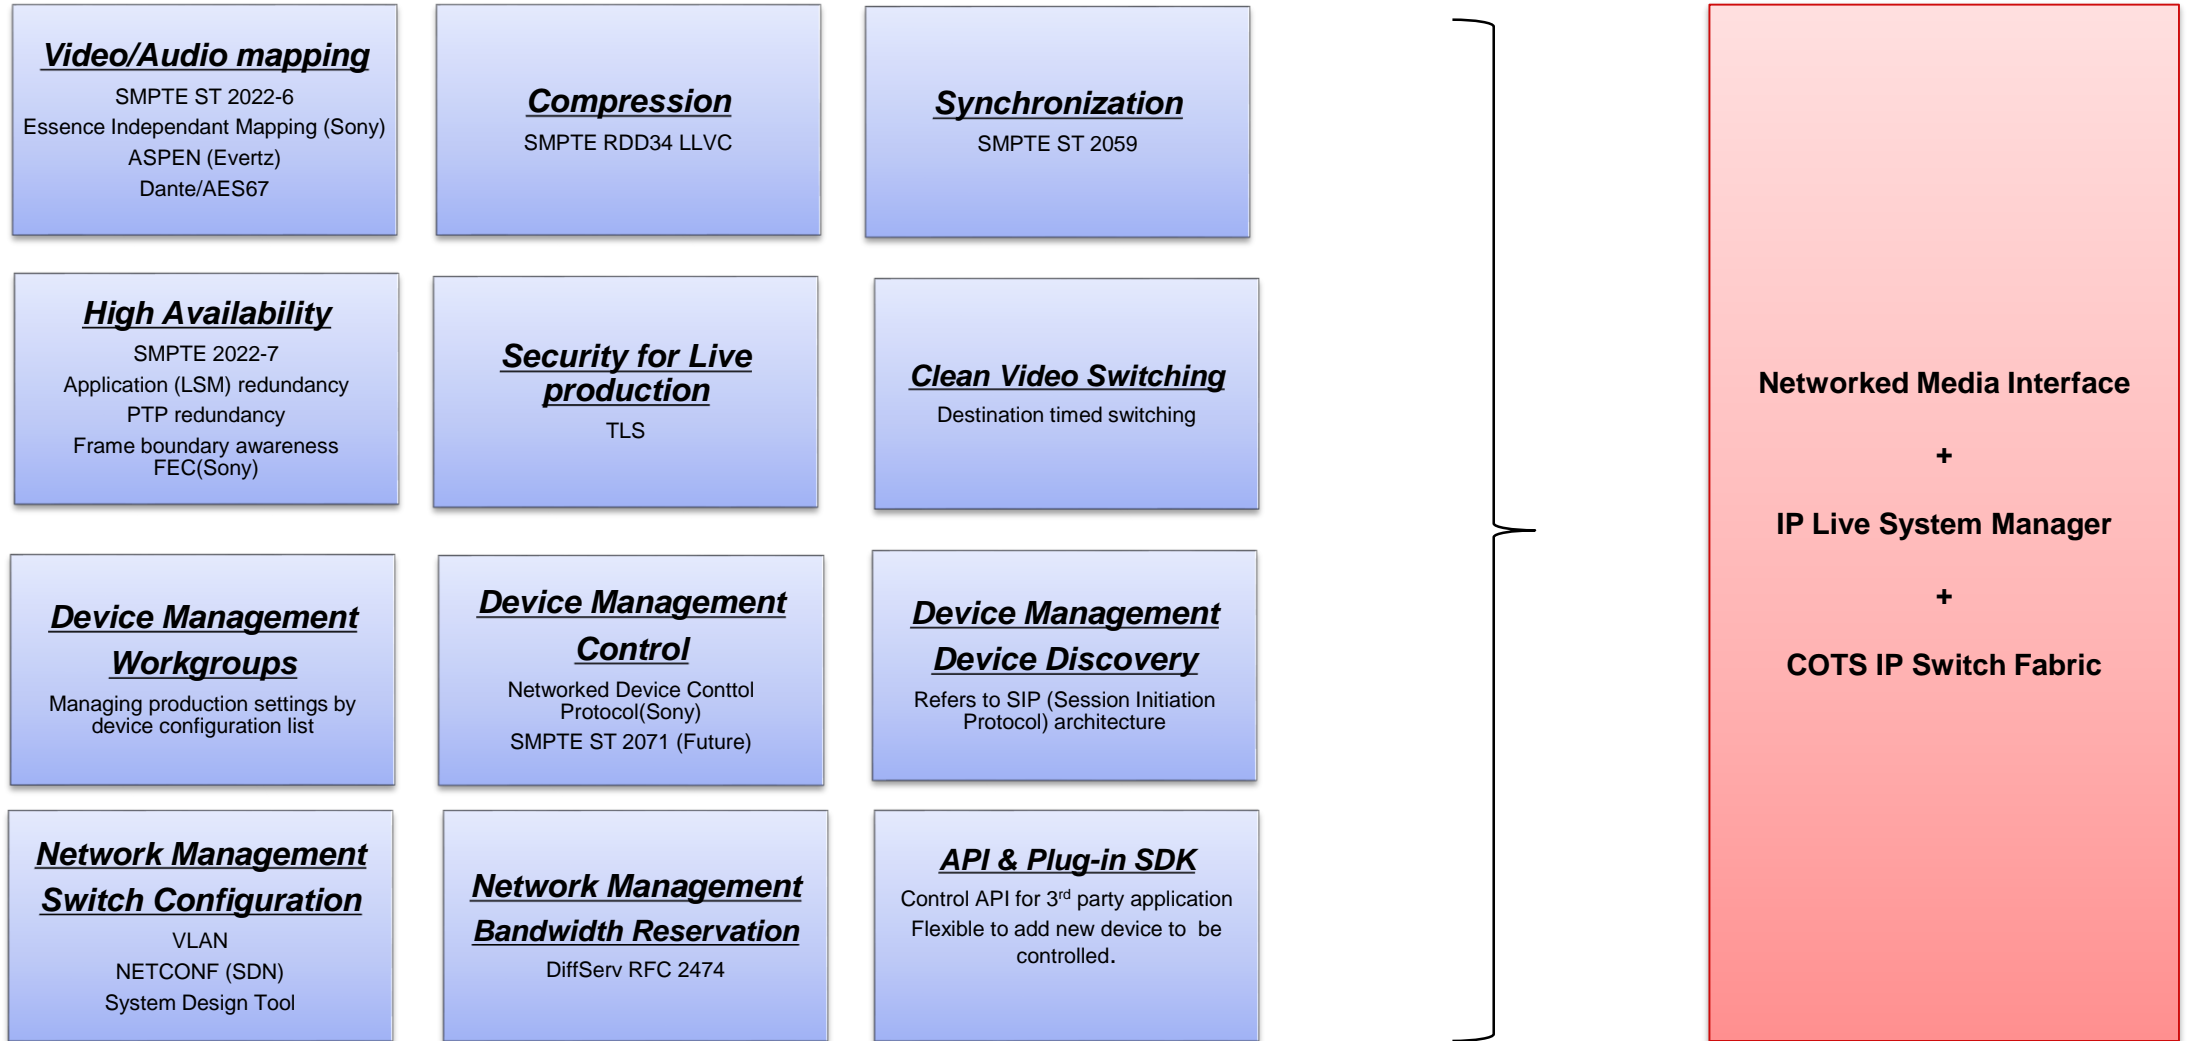 Video/Audio mapping
SMPTE ST 2022-6
Essence Independant Mapping (Sony)
ASPEN (Evertz)
Dante/AES67
Compression
SMPTE RDD34 LLVC
Synchronization
SMPTE ST 2059
High Availability
SMPTE 2022-7
Application (LSM) redundancy
PTP redundancy
Frame boundary awareness
FEC(Sony)
Security for Live
production
TLS
Clean Video Switching
Destination timed switching
Device Management
Workgroups
Managing production settings by
device configuration list
Device Management
Control
Networked Device Conttol
Protocol(Sony)
SMPTE ST 2071 (Future)
Device Management
Device Discovery
Refers to SIP (Session Initiation
Protocol) architecture
Network Management
Switch Configuration
VLAN
NETCONF (SDN)
System Design Tool
Network Management
Bandwidth Reservation
DiffServ RFC 2474
API & Plug-in SDK
Control API for 3rd party application
Flexible to add new device to  be
controlled.
Networked Media Interface
+
IP Live System Manager
+
COTS IP Switch Fabric